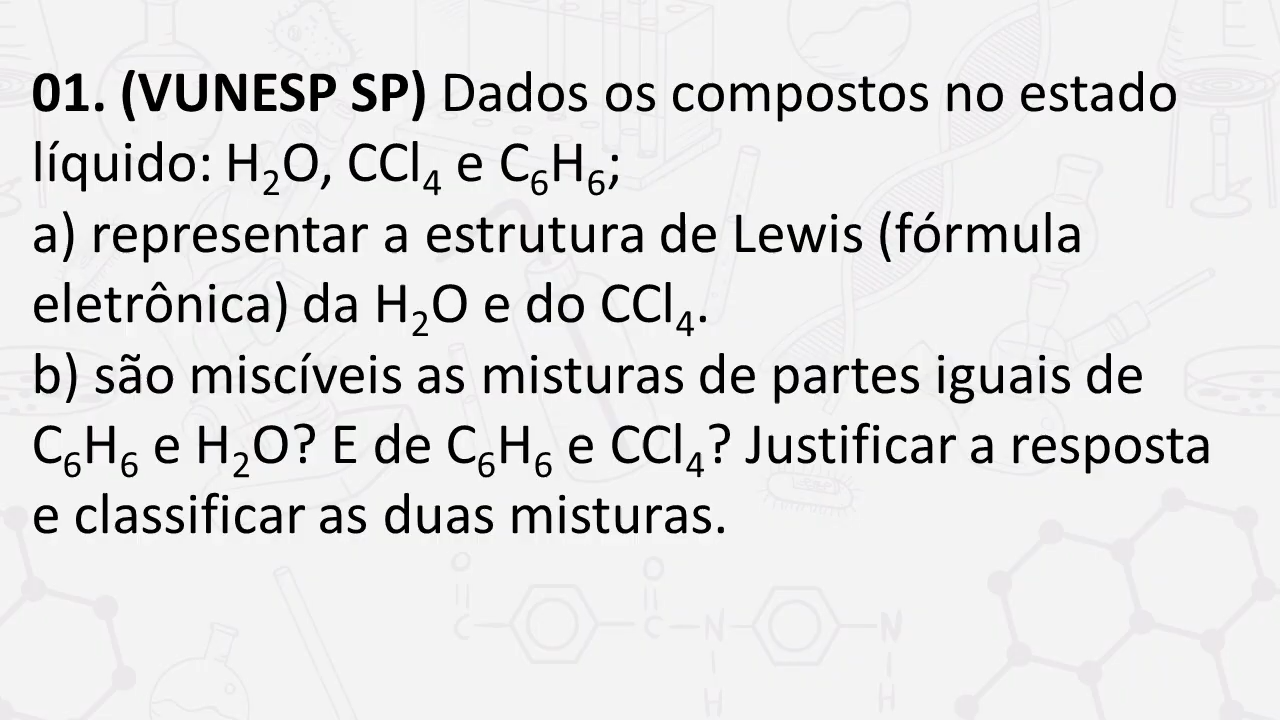 01. (VUNESP SP) Dados os compostos no estado
líquido: H₂O, CCl₄ e C₆H₆;
a) representar a estrutura de Lewis (fórmula
eletrônica) da H₂O e do CCl₄.
b) são miscíveis as misturas de partes iguais de
C₆H₆ e H₂O? E de C₆H₆ e CCl₄? Justificar a resposta
e classificar as duas misturas.
O O
C C N N
H H